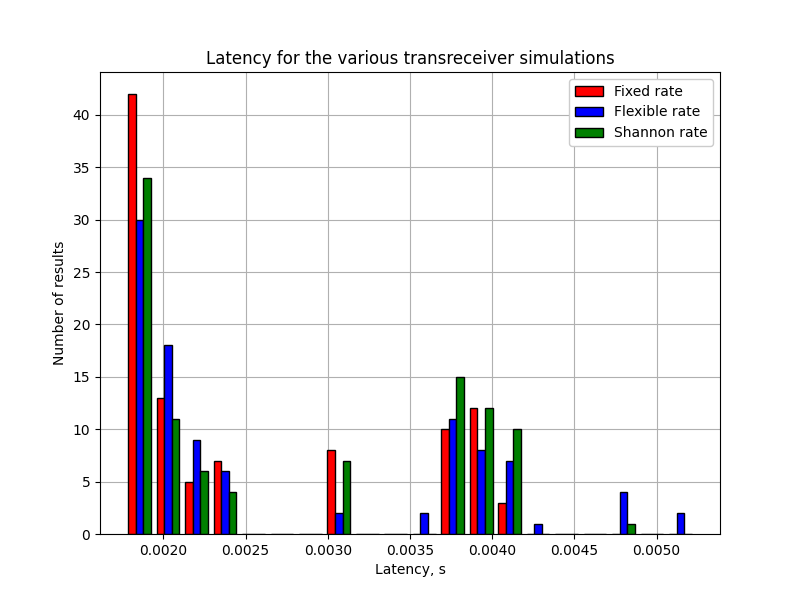 Latency for the various transreceiver simulations
Fixed rate
Flexible rate
Shannon rate
Number of results
40
35
30
25
20
15
10
5
0
0.0020 0.0025 0.0030 0.0035 0.0040 0.0045 0.0050
Latency, s